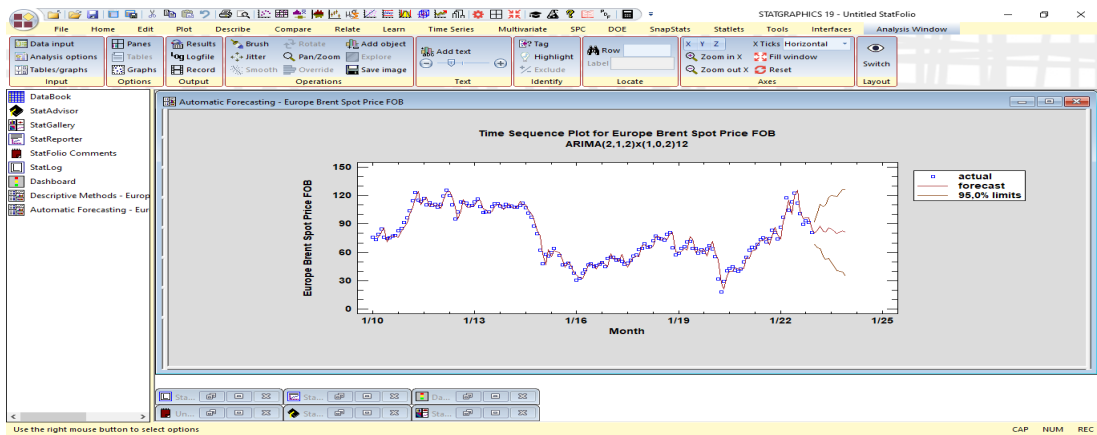 STATGRAPHICS 19 - Untitled StatFolio
File Home Edit Plot Describe Compare Relate Learn Time Series Multivariate SPC DOE SnapStats Statlets Tools Interfaces Analysis Window
Data input Panes Results Brush Rotate Add object Add text Tag Row X Y Z X Ticks Horizontal
Analysis options Tables Logfile Jitter Pan/Zoom Explore Highlight Label Zoom in X Fill window Switch
Tables/graphs Graphs Record Smooth Override Save image Exclude Zoom out X Reset
Input Options Output Operations Text Identify Locate Axes Layout
DataBook
StatAdvisor
StatGallery
StatReporter
StatFolio Comments
StatLog
Dashboard
Descriptive Methods - Europ
Automatic Forecasting - Eur
Automatic Forecasting - Europe Brent Spot Price FOB
Time Sequence Plot for Europe Brent Spot Price FOB
ARIMA(2,1,2)x(1,0,2)12
Europe Brent Spot Price FOB
150
120
90
60
30
0
1/10 1/13 1/16 1/19 1/22 1/25
Month
actual
forecast
95,0% limits
Sta... Sta... Da...
Un... Sta... Sta...
Use the right mouse button to select options CAP NUM REC